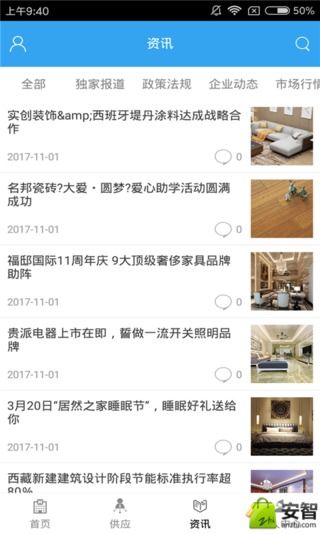 上午9:40
资讯
全部 独家报道 政策法规 企业动态 市场行情
实创装饰&amp;西班牙堤丹涂料达成战略合
作
2017-11-01 0
名邦瓷砖?大爱·圆梦?爱心助学活动圆满
成功
2017-11-01 0
福邸国际11周年庆 9大顶级奢侈家具品牌
助阵
2017-11-01 0
贵派电器上市在即，誓做一流开关照明品
牌
2017-11-01 0
3月20日“居然之家睡眠节”，睡眠好礼送给
你
2017-11-01 0
西藏新建建筑设计阶段节能标准执行率超
80%
首页 供应 资讯
安智
anzhi.com